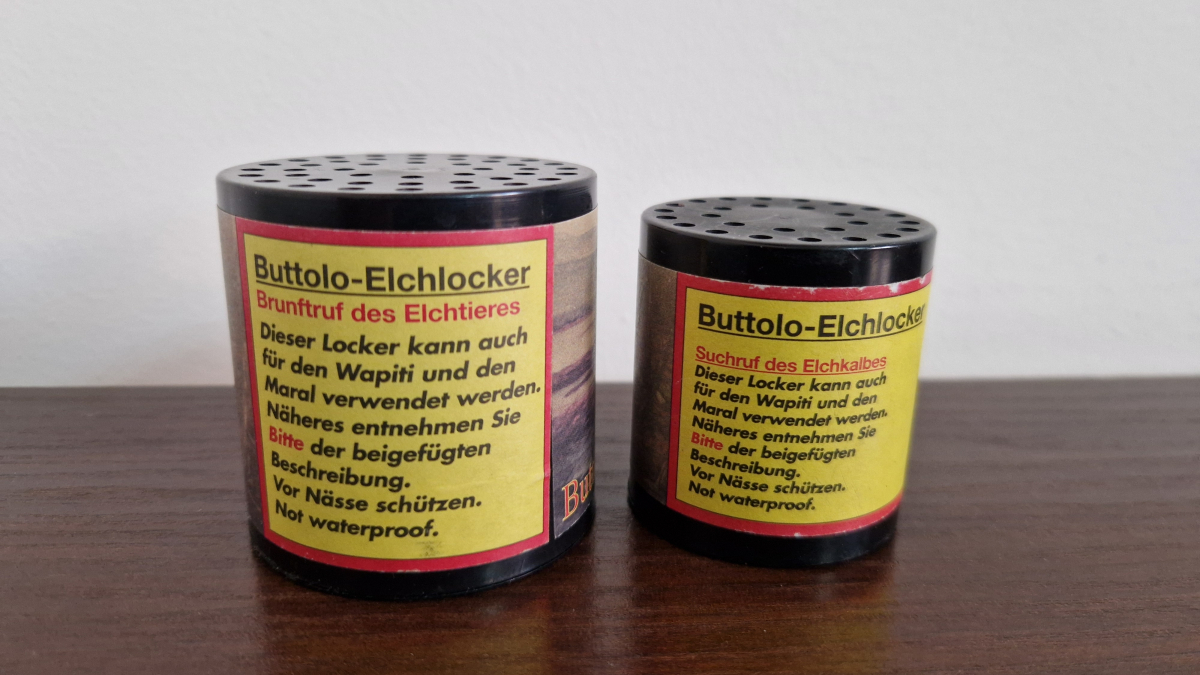 Buttolo-Elchlocker
Brunftruf des Elchtieres
Dieser Locker kann auch
für den Wapiti und den
Maral verwendet werden.
Näheres entnehmen Sie
Bitte der beigefügten
Beschreibung.
Vor Nässe schützen.
Not waterproof.
Buttolo-Elchlocker
Suchruf des Elchkalbes
Dieser Locker kann auch
für den Wapiti und den
Maral verwendet werden.
Näheres entnehmen Sie
Bitte der beigefügten
Beschreibung.
Vor Nässe schützen.
Not waterproof.